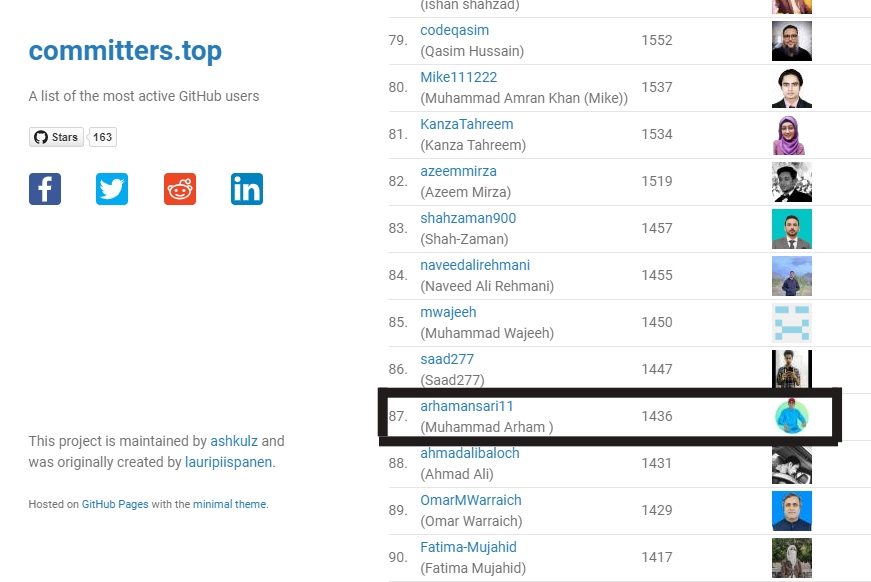 committers.top
A list of the most active GitHub users
Stars 163
This project is maintained by ashkulz and
was originally created by lauripiispanen.
Hosted on GitHub Pages with the minimal theme.
(ishan shahzad)
79. codeqasim 1552
(Qasim Hussain)
80. Mike111222 1537
(Muhammad Amran Khan (Mike))
81. KanzaTahreem 1534
(Kanza Tahreem)
82. azeemmirza 1519
(Azeem Mirza)
83. shahzaman900 1457
(Shah-Zaman)
84. naveedalirehmani 1455
(Naveed Ali Rehmani)
85. mwajeeh 1450
(Muhammad Wajeeh)
86. saad277 1447
(Saad277)
87. arhamansari11 1436
(Muhammad Arham )
88. ahmadalibaloch 1431
(Ahmad Ali)
89. OmarMWarraich 1429
(Omar Warraich)
90. Fatima-Mujahid 1417
(Fatima Mujahid)